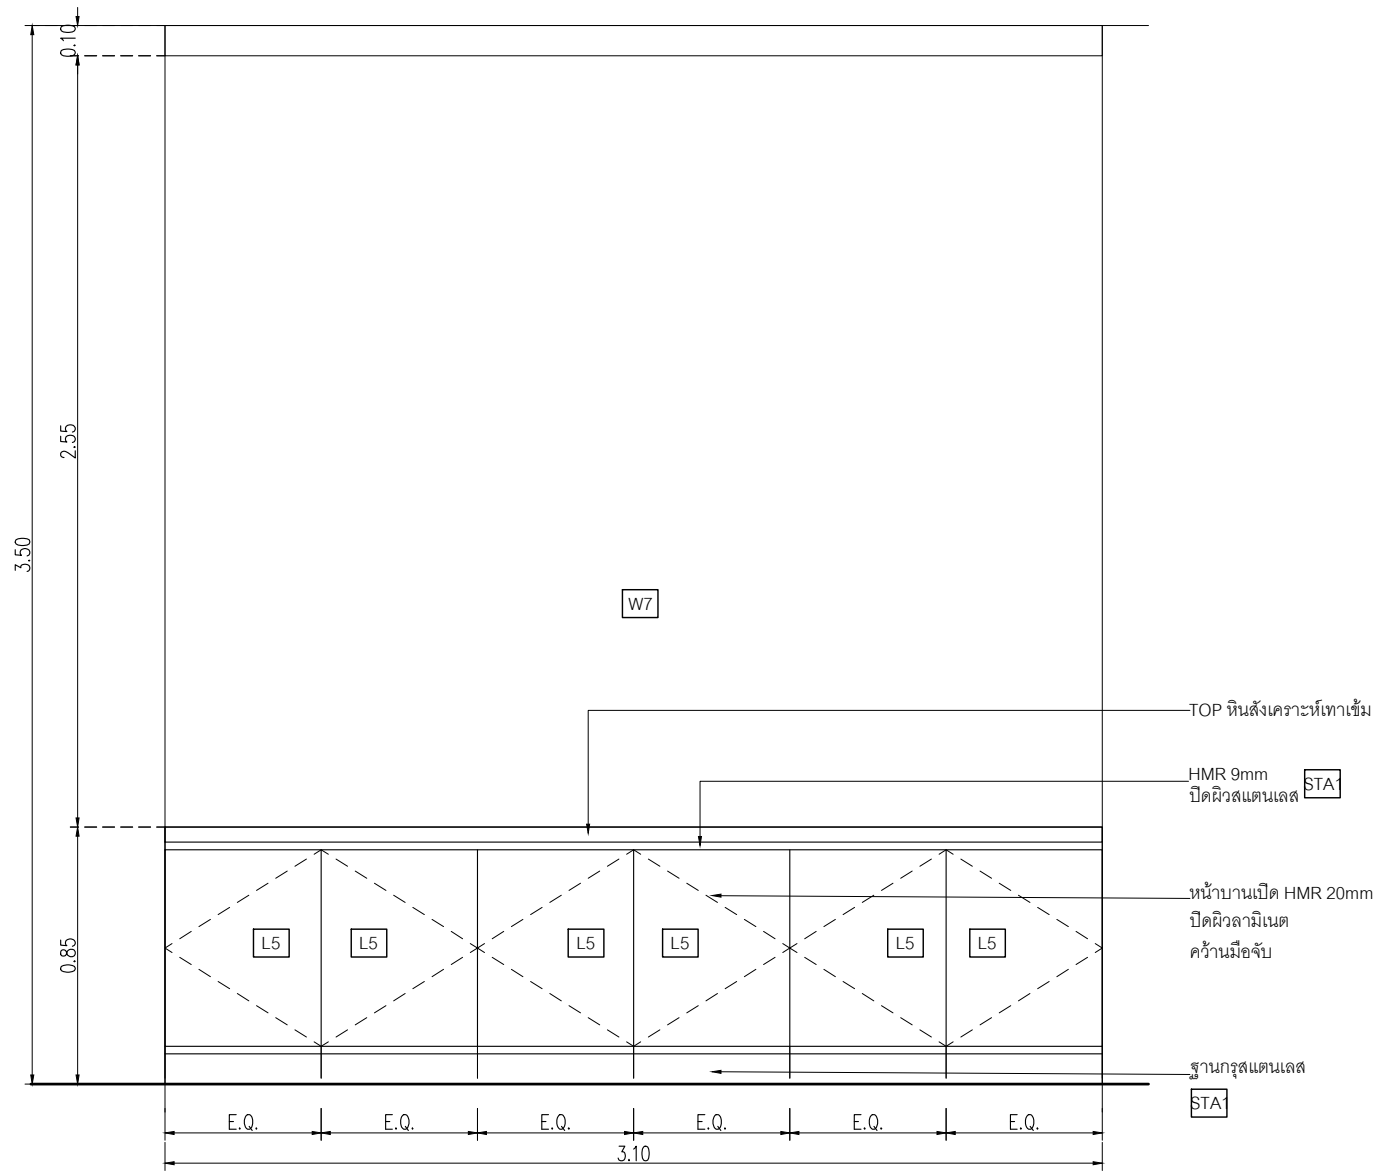 0.10
2.55
3.50
W7
TOP หินสังเคราะห์เทาเข้ม
HMR 9mm STA1
ปิดผิวสแตนเลส
0.85
L5 L5 L5 L5 L5 L5
หน้าบานเปิด HMR 20mm
ปิดผิวลามิเนต
คว้านมือจับ
ฐานกรุสแตนเลส
STA1
E.Q. E.Q. E.Q. E.Q. E.Q. E.Q.
3.10